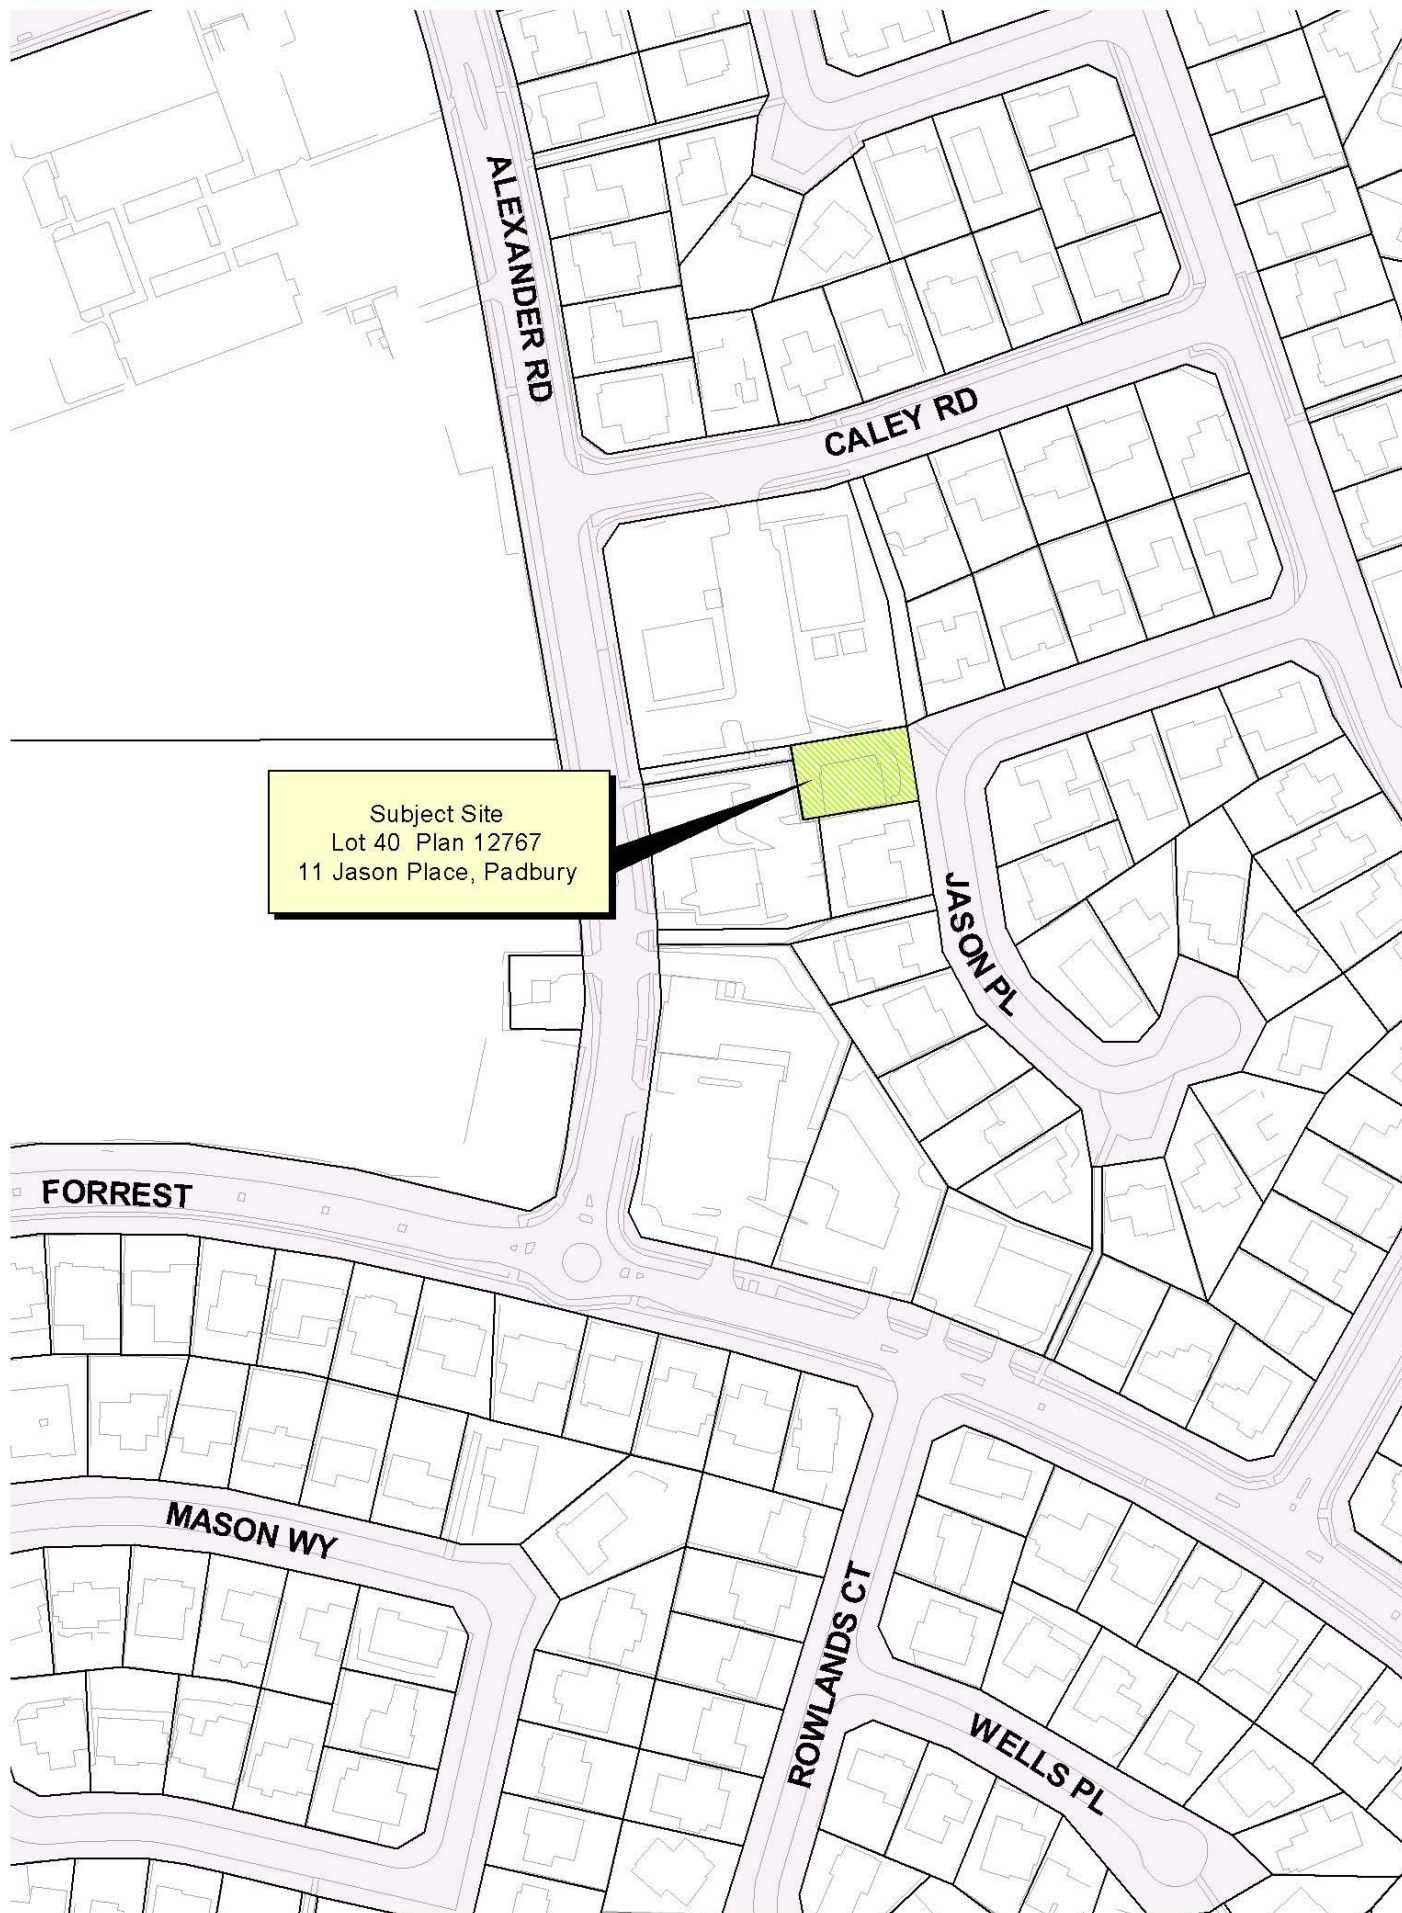 ALEXANDER RD
CALEY RD
Subject Site
Lot 40 Plan 12767
11 Jason Place, Padbury
JASON PL
FORREST
MASON WY
ROWLANDS CT
WELLS PL